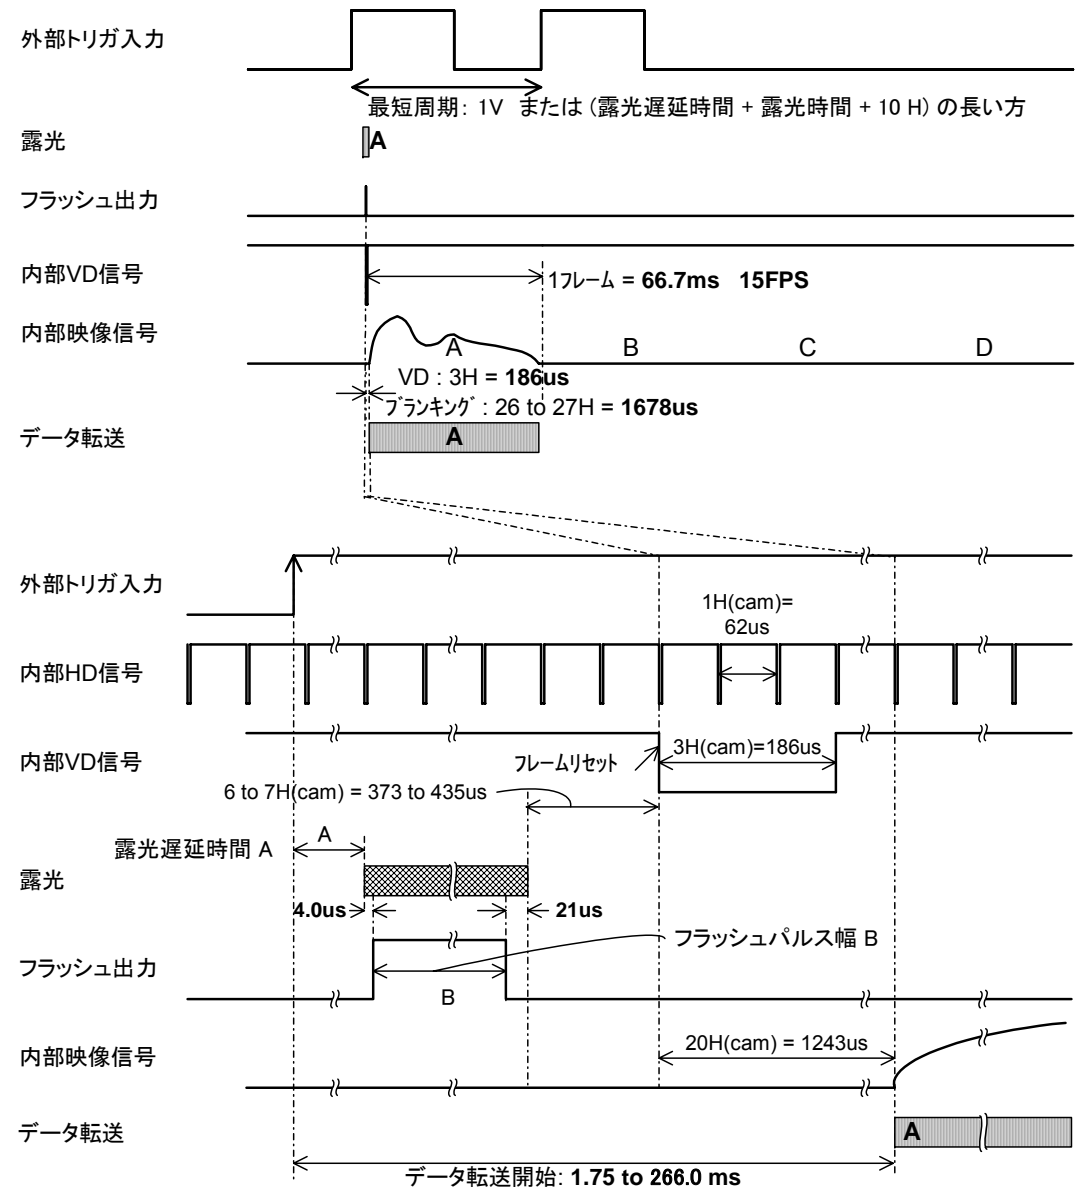 外部トリガ入力
最短周期: 1V または (露光遅延時間 + 露光時間 + 10 H) の長い方
露光
A
フラッシュ出力
内部VD信号
1フレーム = 66.7ms 15FPS
内部映像信号
A B C D
VD : 3H = 186us
ブランキング : 26 to 27H = 1678us
データ転送
A
外部トリガ入力
1H(cam)=
62us
内部HD信号
内部VD信号
フレームリセット
3H(cam)=186us
6 to 7H(cam) = 373 to 435us
露光遅延時間 A
A
露光
4.0us
21us
フラッシュパルス幅 B
フラッシュ出力
B
内部映像信号
20H(cam) = 1243us
データ転送
A
データ転送開始: 1.75 to 266.0 ms